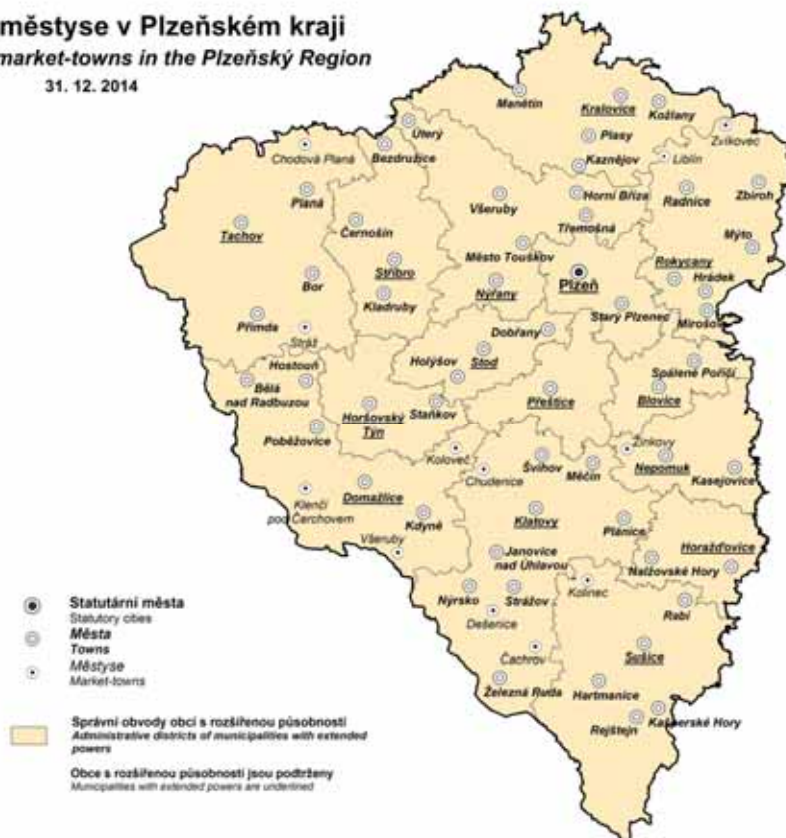 městyse v Plzeňském kraji
market-towns in the Plzeňský Region
31. 12. 2014
Manětín
Kralovice
Kožlany
Úterý
Plasy
Zvíkovec
Chodová Planá
Bezdružice
Kaznějov
Liblín
Planá
Všeruby
Horní Bříza
Radnice
Zbiroh
Tachov
Černošín
Třemošná
Mýto
Město Touškov
Rokycany
Stříbro
Bor
Nýřany
Plzeň
Hrádek
Kladruby
Starý Plzenec
Přimda
Mirošov
Stráž
Dobřany
Hostouň
Holýšov
Stod
Spálené Poříčí
Bělá
nad Radbuzou
Přeštice
Blovice
Horšovský
Týn
Staňkov
Poběžovice
Koloveč
Žinkovy
Chudenice
Švihov
Měčín
Nepomuk
Kasejovice
Klenčí
pod Čerchovem
Domažlice
Kdyně
Klatovy
Plánice
Horažďovice
Všeruby
Janovice
nad Úhlavou
Nalžovské Hory
Nýrsko
Strážov
Kolinec
Rabí
Dešenice
Čachrov
Sušice
Železná Ruda
Hartmanice
Rejštejn
Kašperské Hory
Statutární města
Statutory cities
Města
Towns
Městyse
Market-towns
Správní obvody obcí s rozšířenou působností
Administrative districts of municipalities with extended
powers
Obce s rozšířenou působností jsou podtrženy
Municipalities with extended powers are underlined